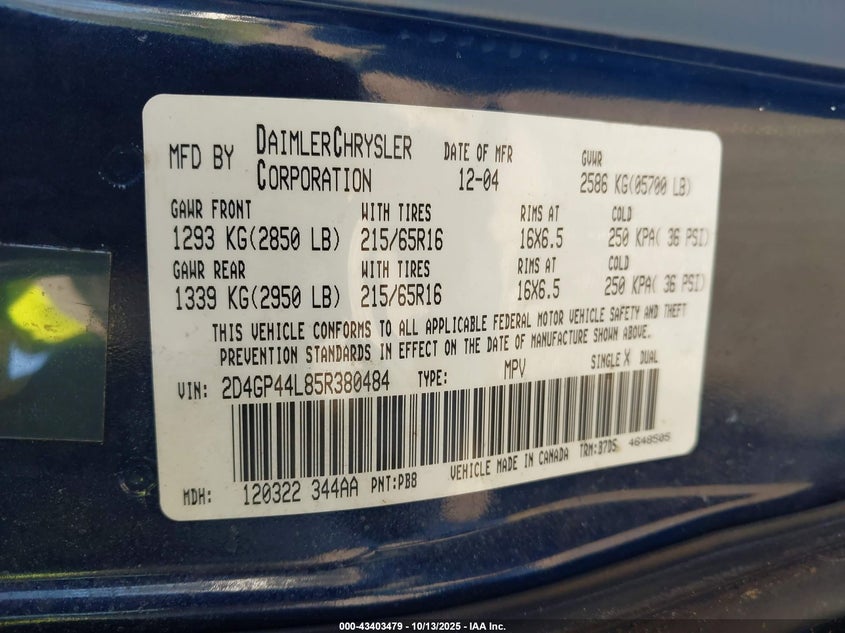 MFD BY DAIMLERCHRYSLER CORPORATION DATE OF MFR 12-04 GVWR 2586 KG(05700 LB)
GAWR FRONT WITH TIRES RIMS AT COLD
1293 KG(2850 LB) 215/65R16 16X6.5 250 KPA( 36 PSI)
GAWR REAR WITH TIRES RIMS AT COLD
1339 KG(2950 LB) 215/65R16 16X6.5 250 KPA( 36 PSI)
THIS VEHICLE CONFORMS TO ALL APPLICABLE FEDERAL MOTOR VEHICLE SAFETY AND THEFT
PREVENTION STANDARDS IN EFFECT ON THE DATE OF MANUFACTURE SHOWN ABOVE.
VIN: 2D4GP44L85R380484 TYPE: MPV SINGLE X DUAL
MDH: 120322 344AA PNT:PB8 VEHICLE MADE IN CANADA TRM:B7D5 4648505
000-43403479 • 10/13/2025 • IAA Inc.